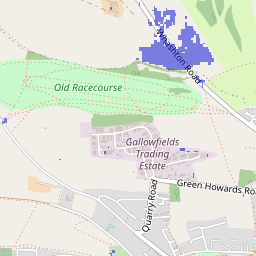 Whashton Road
Old Racecourse
Gallowfields
Trading
Estate
Green Howards Ro
Quarry Road